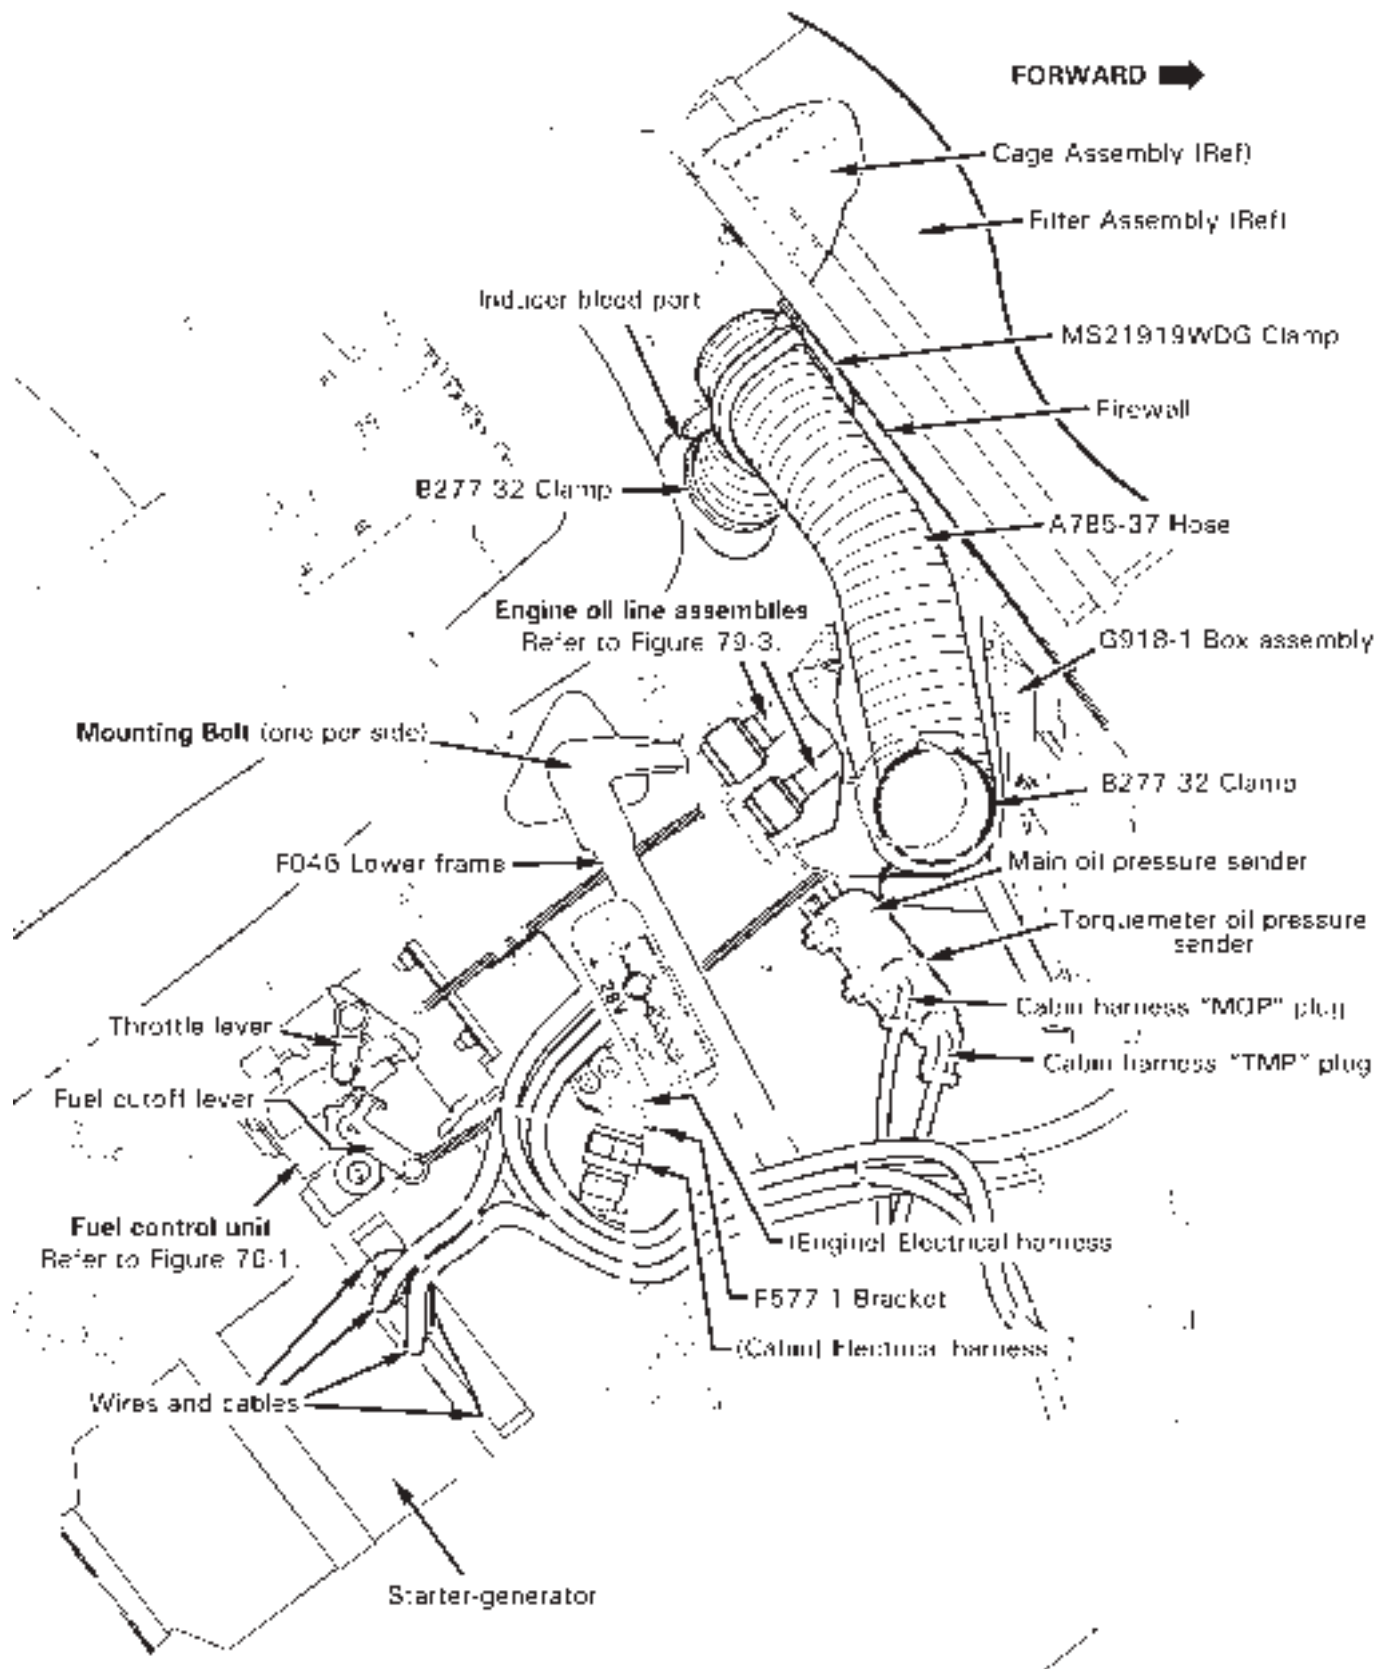 FORWARD
Cage Assembly (Ref)
Filter Assembly (Ref)
Inducer bleed port
MS21919WDG Clamp
Firewall
B277 32 Clamp
A785-37 Hose
Engine oil line assemblies
Refer to Figure 79-3.
G918-1 Box assembly
Mounting Bolt (one per side)
B277 32 Clamp
F046 Lower frame
Main oil pressure sender
Torquemeter oil pressure
sender
Cabin harness "MOP" plug
Throttle lever
Cabin harness "TMP" plug
Fuel cutoff lever
Fuel control unit
Refer to Figure 76-1.
(Engine) Electrical harness
F577 1 Bracket
(Cabin) Electrical harness
Wires and cables
Starter-generator